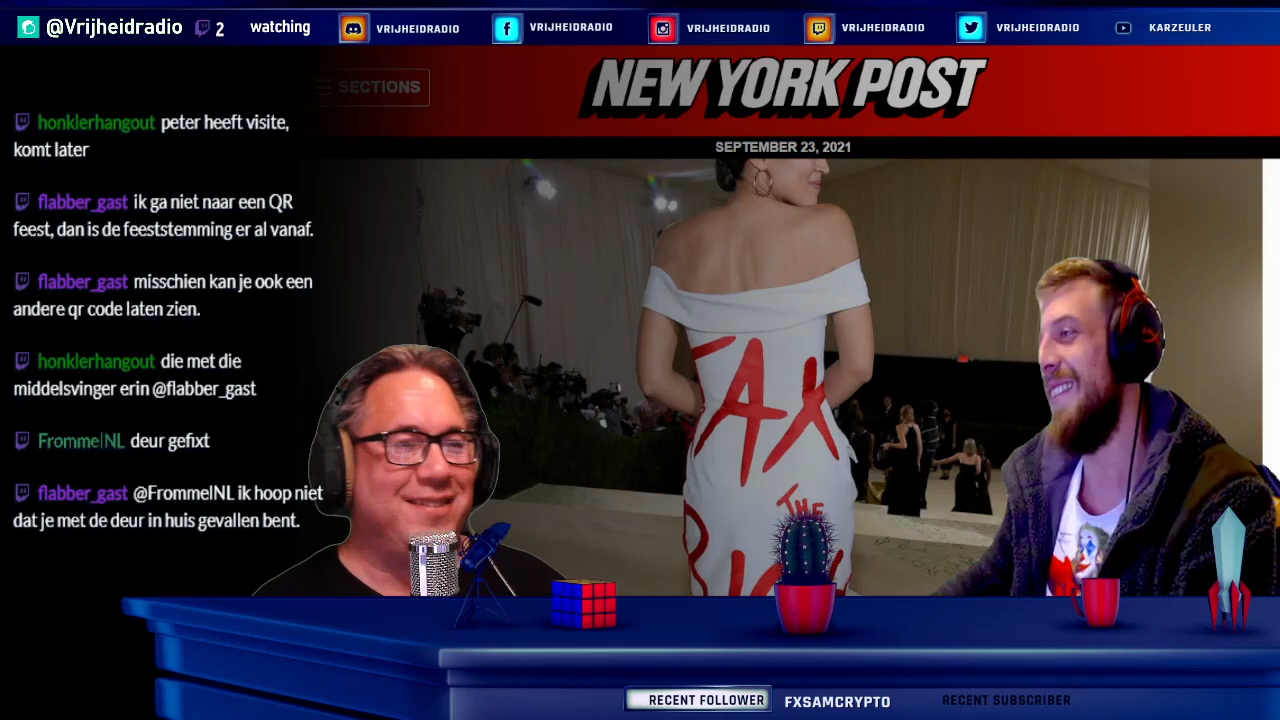 @Vrijheidradio 2 watching VRIJHEIDRADIO VRIJHEIDRADIO VRIJHEIDRADIO VRIJHEIDRADIO VRIJHEIDRADIO KARZEULER
SECTIONS
NEW YORK POST
SEPTEMBER 23, 2021
honklerhangout peter heeft visite,
komt later
flabber_gast ik ga niet naar een QR
feest, dan is de feeststemming er al vanaf.
flabber_gast misschien kan je ook een
andere qr code laten zien.
honklerhangout die met die
middelsvinger erin @flabber_gast
FrommelNL deur gefixt
flabber_gast @FrommelNL ik hoop niet
dat je met de deur in huis gevallen bent.
TAX
THE
RICH
RECENT FOLLOWER FXSAMCRYPTO RECENT SUBSCRIBER